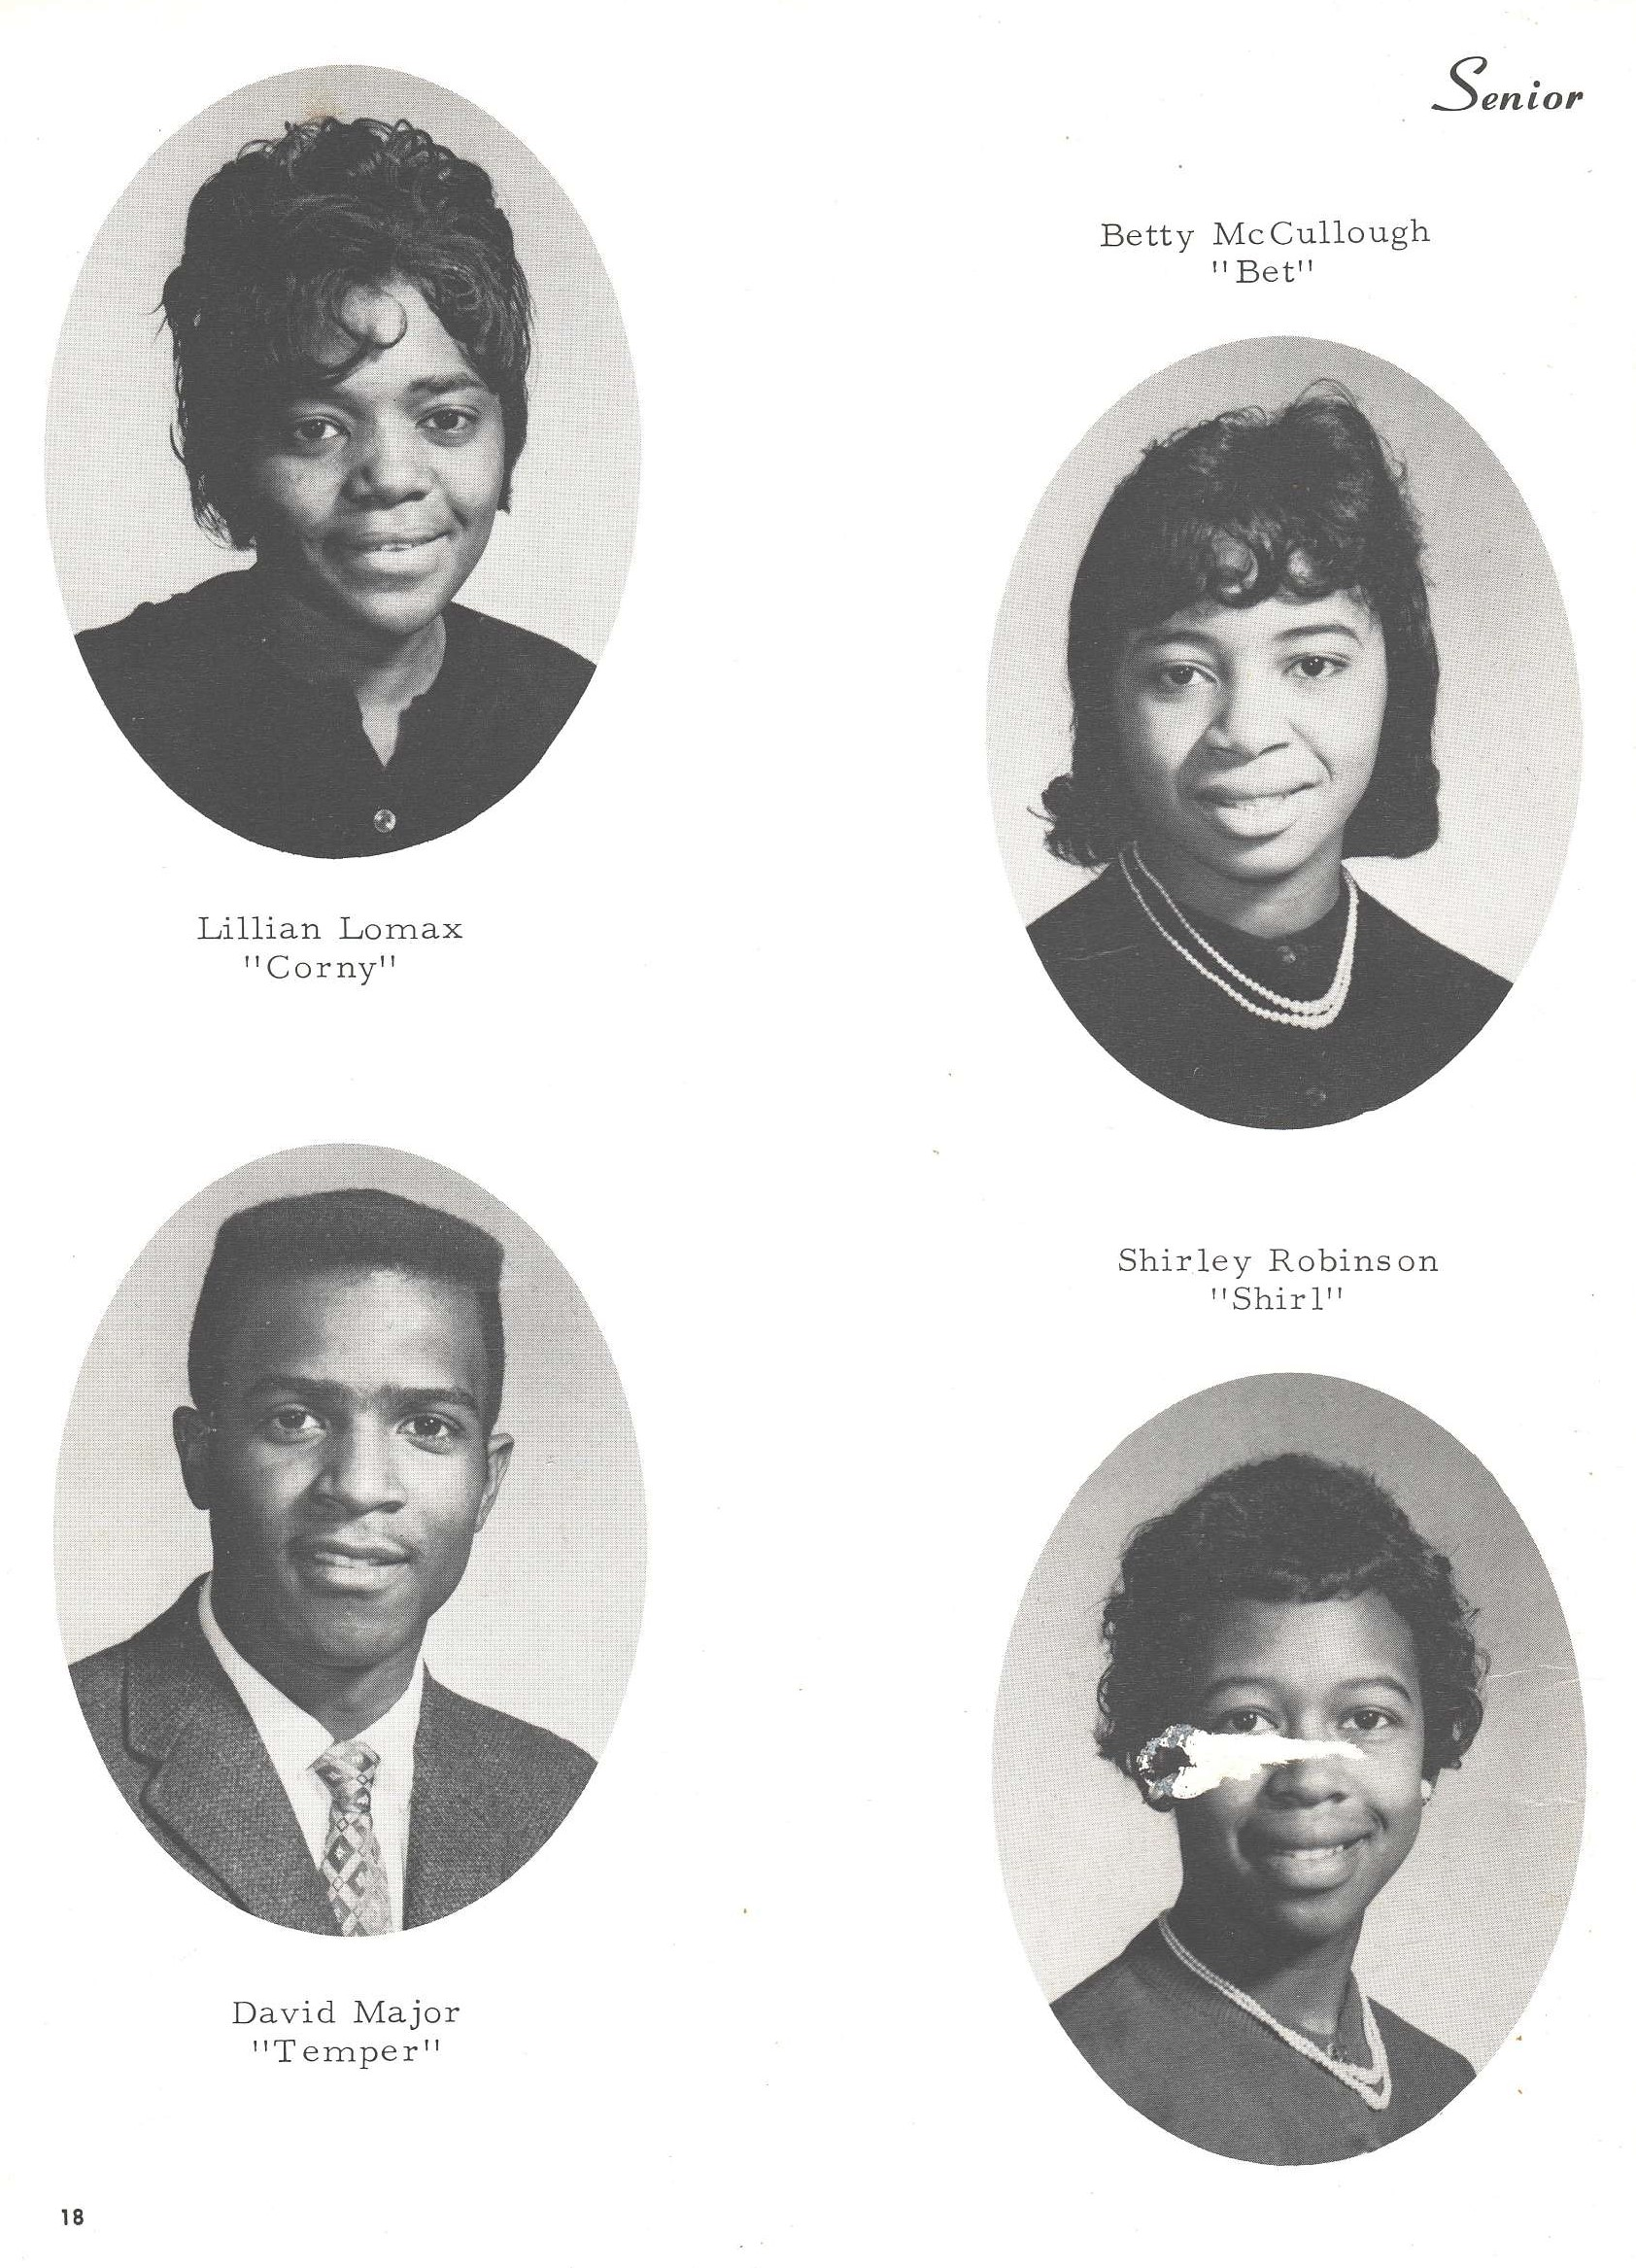 Senior
Lillian Lomax
"Corny"
Betty McCullough
"Bet"
David Major
"Temper"
Shirley Robinson
"Shirl"
18